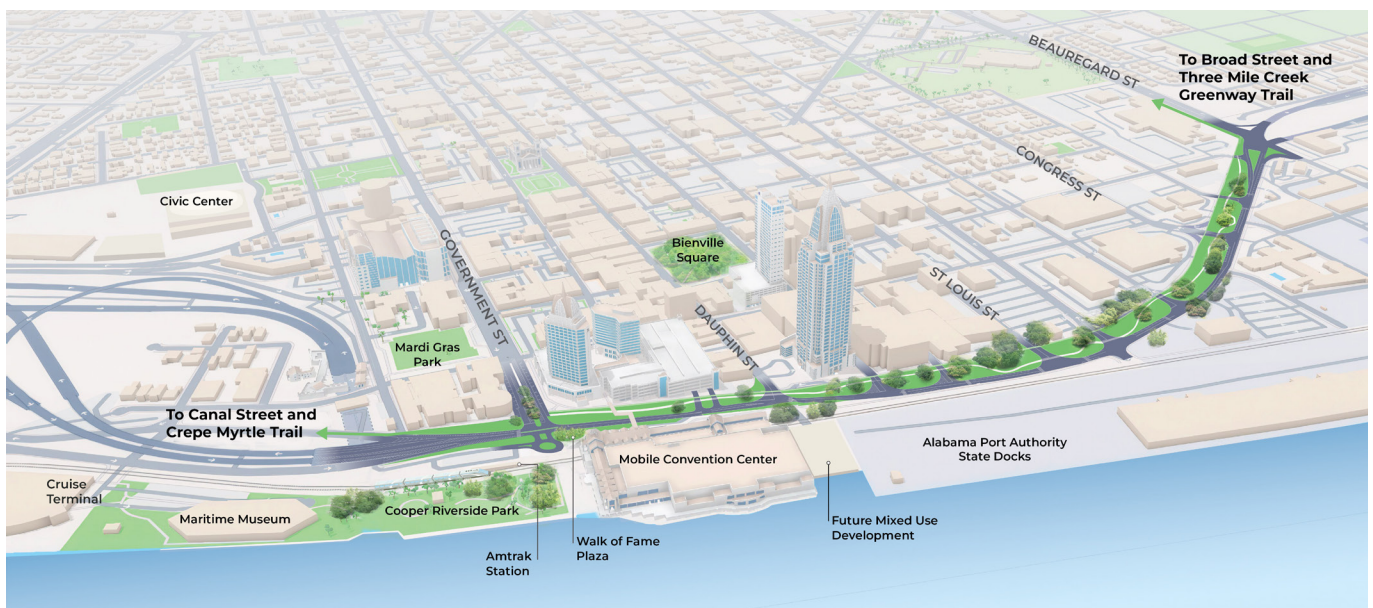 BEAUREGARD ST
To Broad Street and
Three Mile Creek
Greenway Trail
CONGRESS ST
Civic Center
GOVERNMENT ST
Bienville
Square
ST LOUIS ST
DAUPHIN ST
Mardi Gras
Park
To Canal Street and
Crepe Myrtle Trail
Mobile Convention Center
Alabama Port Authority
State Docks
Cruise
Terminal
Maritime Museum
Cooper Riverside Park
Amtrak
Station
Walk of Fame
Plaza
Future Mixed Use
Development